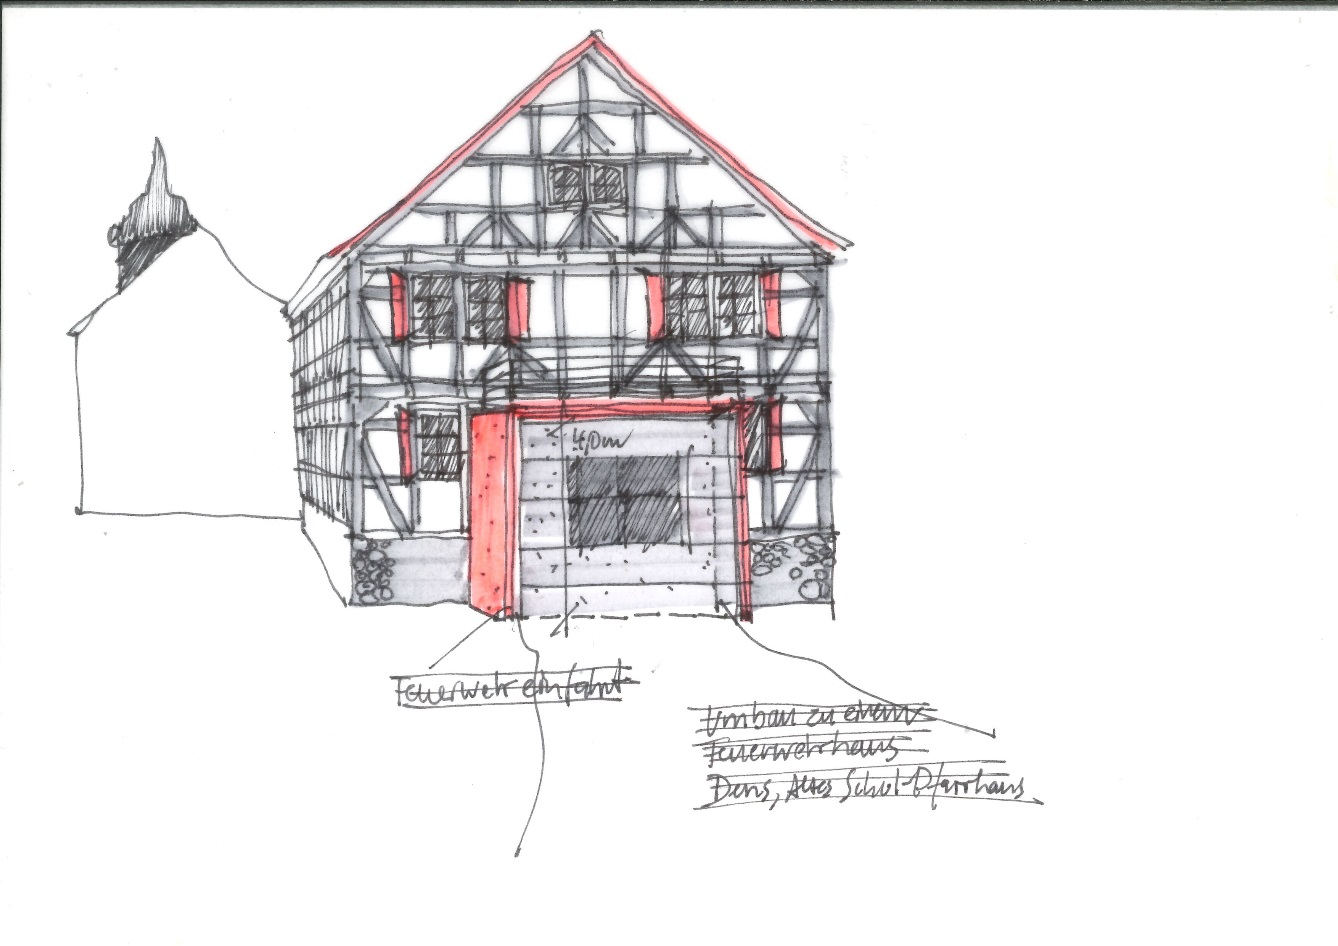 4,0m
Feuerwehreinfahrt
Umbau zu einem
Feuerwehrhaus
Dens, Altes Schul-Pfarrhaus